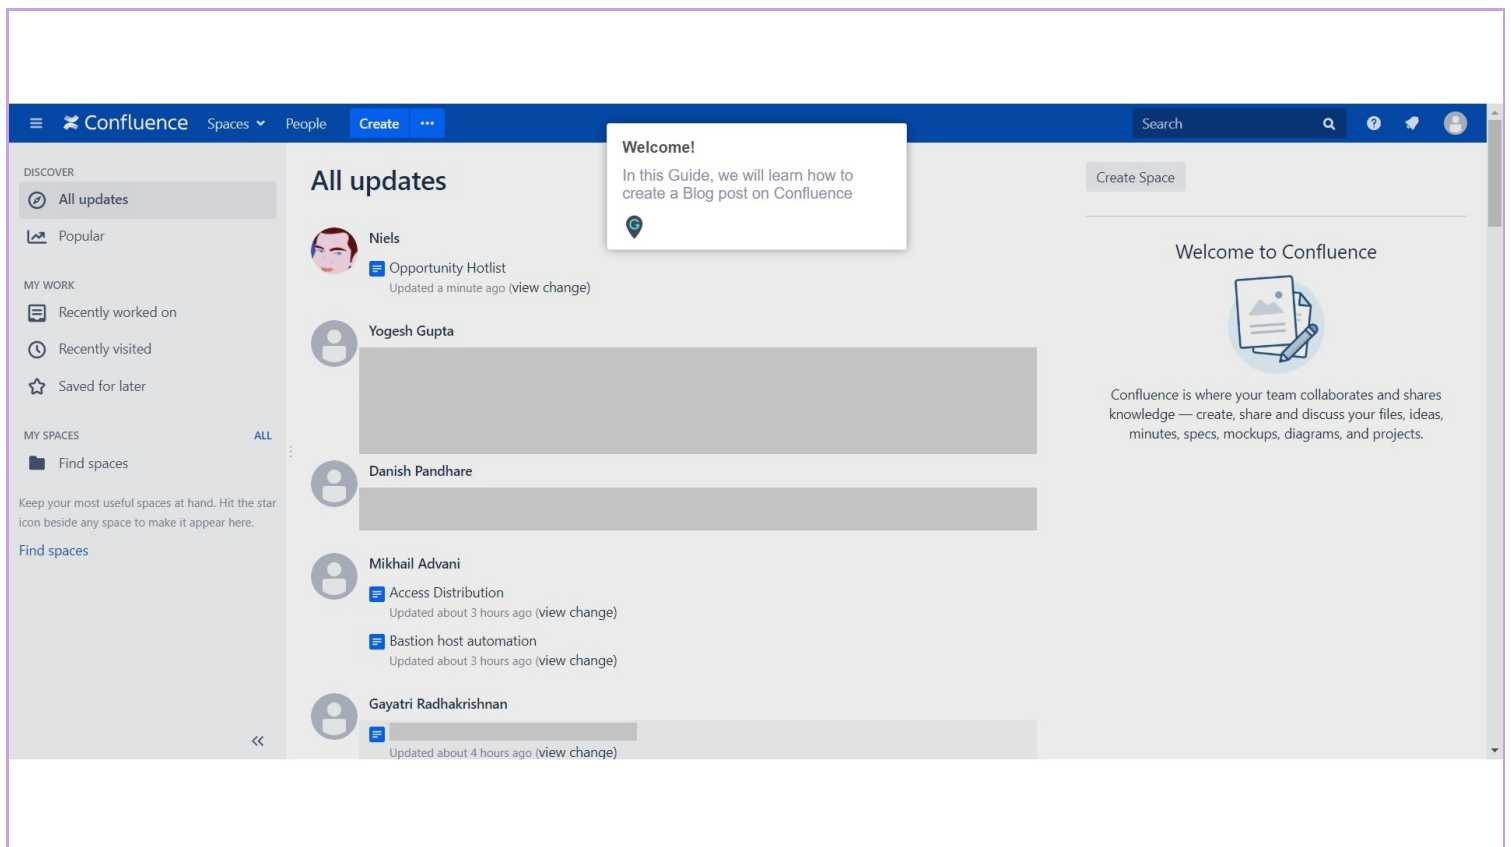 Confluence Spaces People Create ••• Search
Welcome!
In this Guide, we will learn how to
create a Blog post on Confluence
G
DISCOVER
All updates
Popular
MY WORK
Recently worked on
Recently visited
Saved for later
MY SPACES ALL
Find spaces
Keep your most useful spaces at hand. Hit the star
icon beside any space to make it appear here.
Find spaces
All updates
Niels
Opportunity Hotlist
Updated a minute ago (view change)
Yogesh Gupta
Danish Pandhare
Mikhail Advani
Access Distribution
Updated about 3 hours ago (view change)
Bastion host automation
Updated about 3 hours ago (view change)
Gayatri Radhakrishnan
Updated about 4 hours ago (view change)
Create Space
Welcome to Confluence
Confluence is where your team collaborates and shares
knowledge — create, share and discuss your files, ideas,
minutes, specs, mockups, diagrams, and projects.